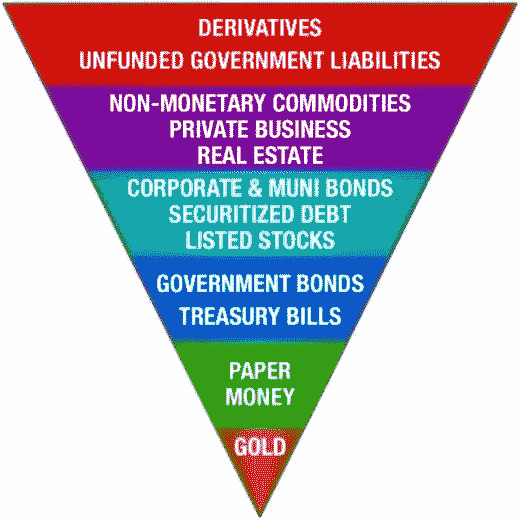 DERIVATIVES
UNFUNDED GOVERNMENT LIABILITIES
NON-MONETARY COMMODITIES
PRIVATE BUSINESS
REAL ESTATE
CORPORATE & MUNI BONDS
SECURITIZED DEBT
LISTED STOCKS
GOVERNMENT BONDS
TREASURY BILLS
PAPER
MONEY
GOLD